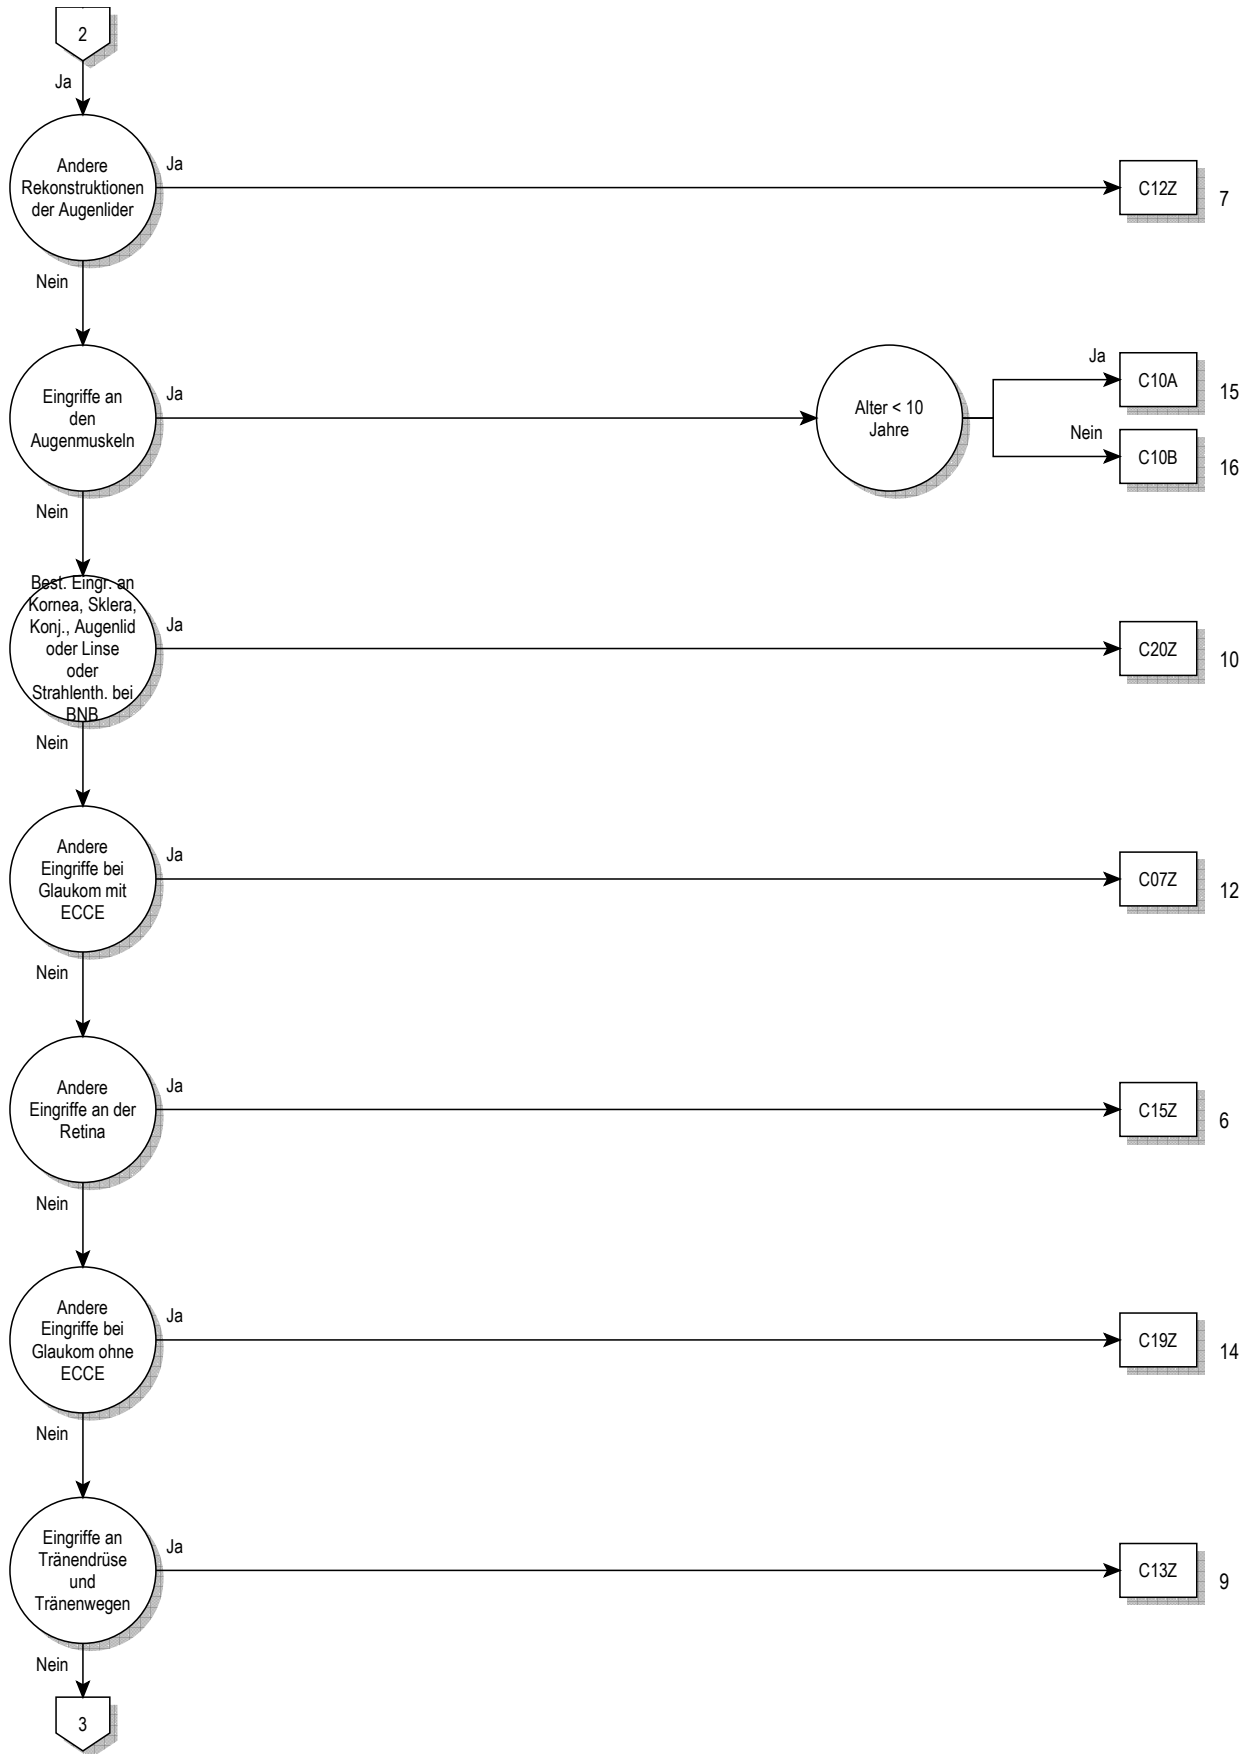 2
Ja
Andere
Rekonstruktionen
der Augenlider
Ja
C12Z
7
Nein
Eingriffe an
den
Augenmuskeln
Ja
Alter < 10
Jahre
Ja
C10A
15
Nein
C10B
16
Nein
Best. Eingr. an
Kornea, Sklera,
Konj., Augenlid
oder Linse
oder
Strahlenth. bei
BNB
Ja
C20Z
10
Nein
Andere
Eingriffe bei
Glaukom mit
ECCE
Ja
C07Z
12
Nein
Andere
Eingriffe an der
Retina
Ja
C15Z
6
Nein
Andere
Eingriffe bei
Glaukom ohne
ECCE
Ja
C19Z
14
Nein
Eingriffe an
Tränendrüse
und
Tränenwegen
Ja
C13Z
9
Nein
3